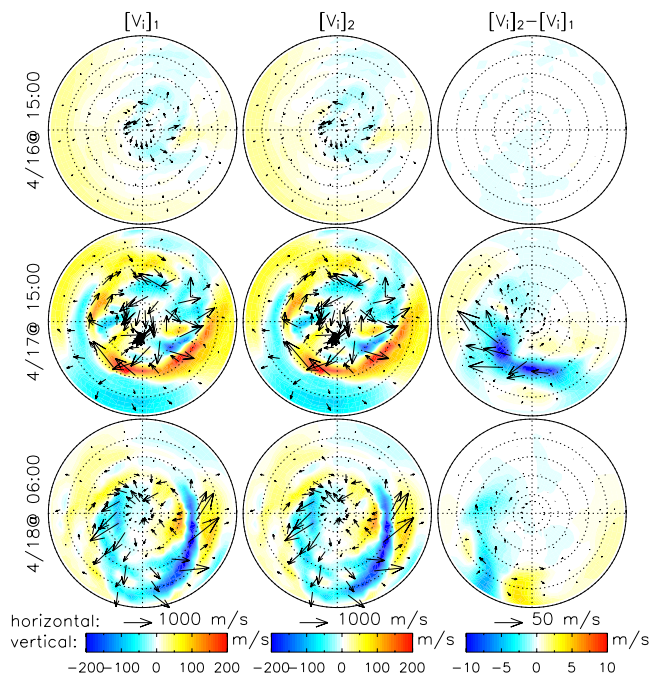 [Vi]1 [Vi]2 [Vi]2−[Vi]1
4/16@ 15:00
4/17@ 15:00
4/18@ 06:00
horizontal: 1000 m/s 1000 m/s 50 m/s
vertical: m/s m/s m/s
−200−100 0 100 200 −200−100 0 100 200 −10 −5 0 5 10